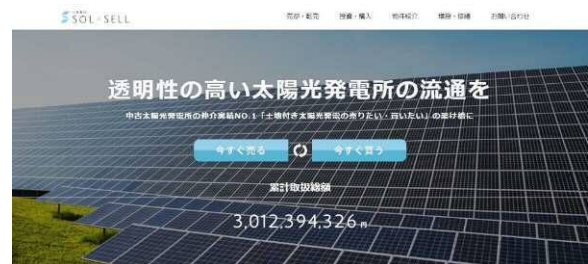 SOL・SELL
売却・転売
投資・購入
物件紹介
増設・修繕
お問い合わせ
透明性の高い太陽光発電所の流通を
中古太陽光発電所の仲介実績NO.1「土地付き太陽光発電の売りたい・買いたい」の架け橋に
今すぐ売る
今すぐ買う
累計取扱総額
3,012,394,326円